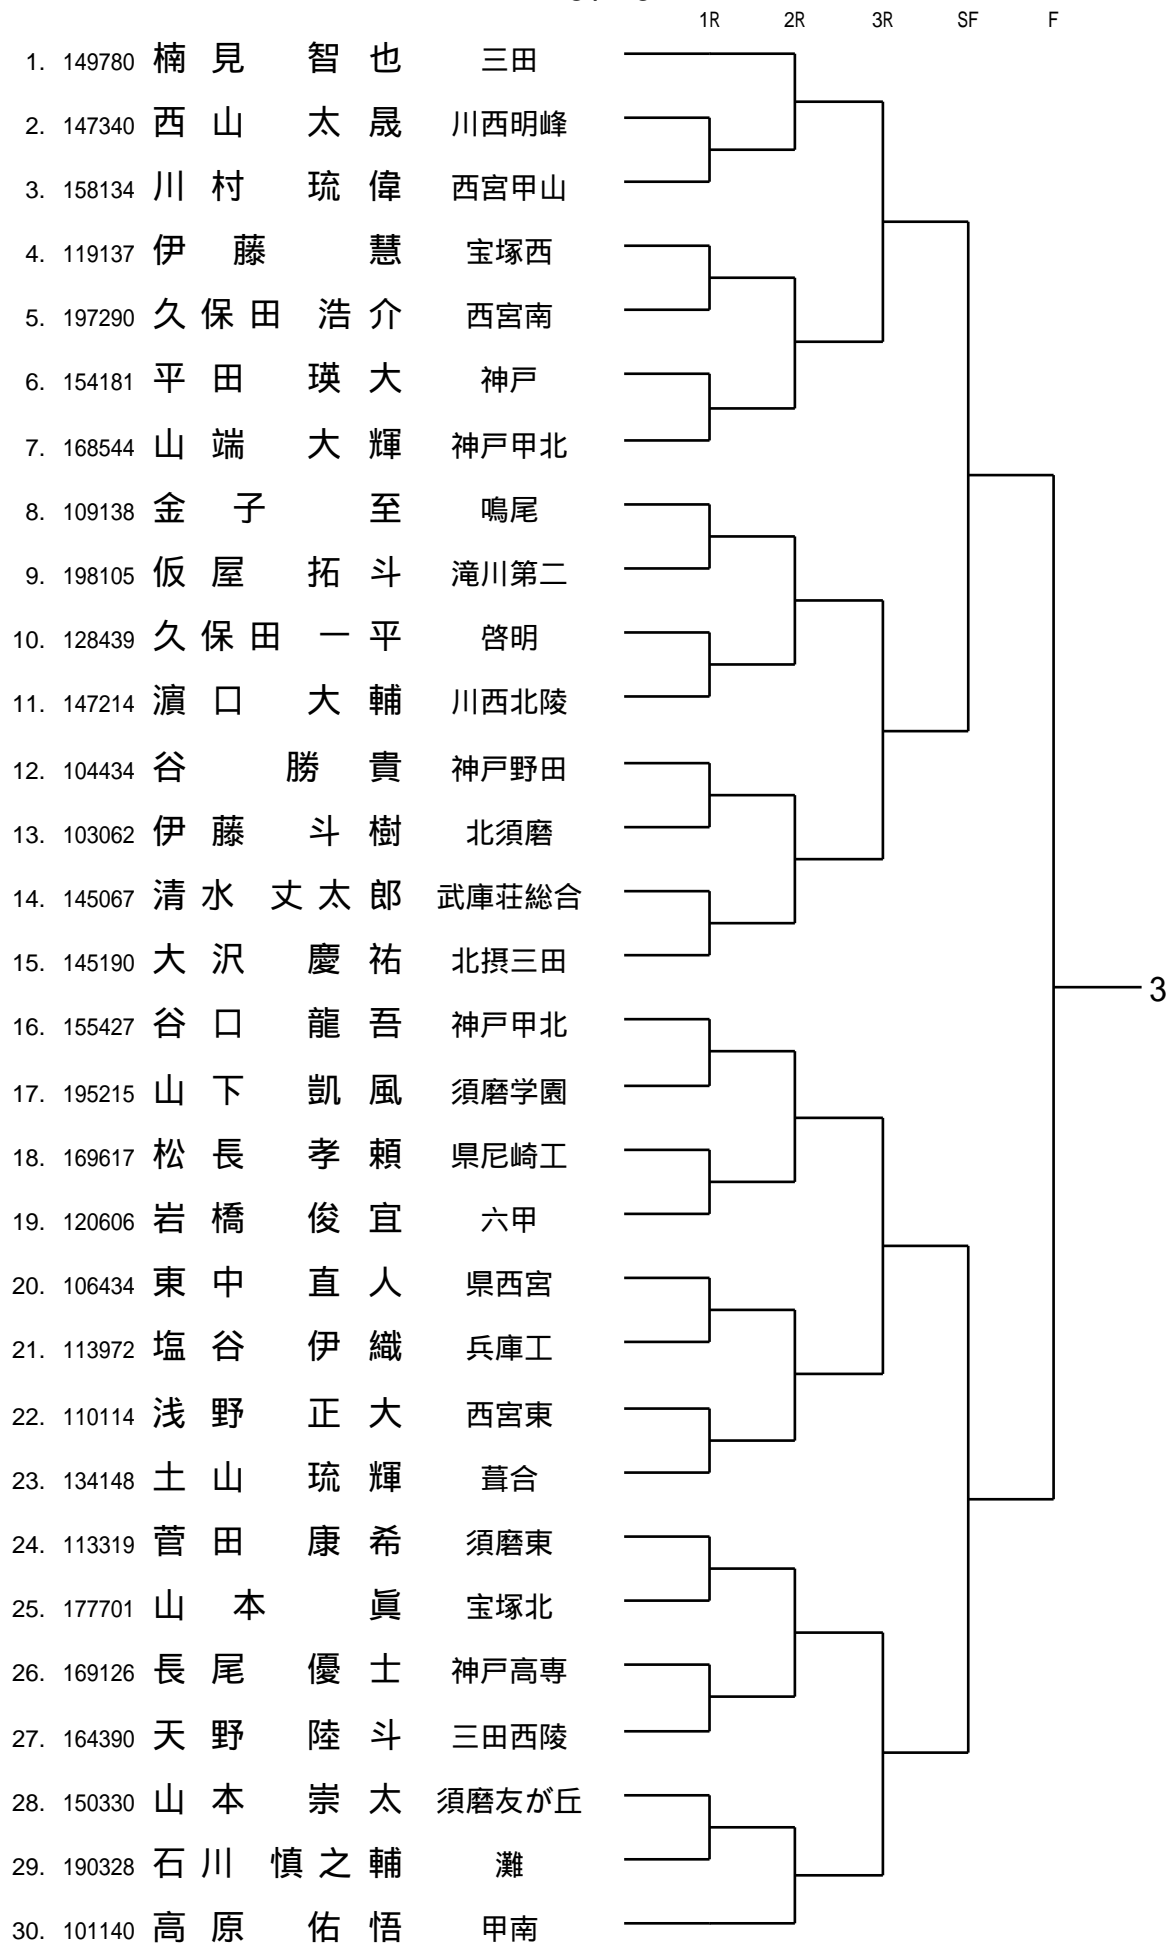 1R 2R 3R SF F
1. 149780 楠見 智也 三田
2. 147340 西山 太晟 川西明峰
3. 158134 川村 琉偉 西宮甲山
4. 119137 伊藤 慧 宝塚西
5. 197290 久保田 浩介 西宮南
6. 154181 平田 瑛大 神戸
7. 168544 山端 大輝 神戸甲北
8. 109138 金子 至 鳴尾
9. 198105 仮屋 拓斗 滝川第二
10. 128439 久保田 一平 啓明
11. 147214 濵口 大輔 川西北陵
12. 104434 谷 勝貴 神戸野田
13. 103062 伊藤 斗樹 北須磨
14. 145067 清水 丈太郎 武庫荘総合
15. 145190 大沢 慶祐 北摂三田
3
16. 155427 谷口 龍吾 神戸甲北
17. 195215 山下 凱風 須磨学園
18. 169617 松長 孝頼 県尼崎工
19. 120606 岩橋 俊宜 六甲
20. 106434 東中 直人 県西宮
21. 113972 塩谷 伊織 兵庫工
22. 110114 浅野 正大 西宮東
23. 134148 土山 琉輝 葺合
24. 113319 菅田 康希 須磨東
25. 177701 山本 眞 宝塚北
26. 169126 長尾 優士 神戸高専
27. 164390 天野 陸斗 三田西陵
28. 150330 山本 崇太 須磨友が丘
29. 190328 石川 慎之輔 灘
30. 101140 高原 佑悟 甲南